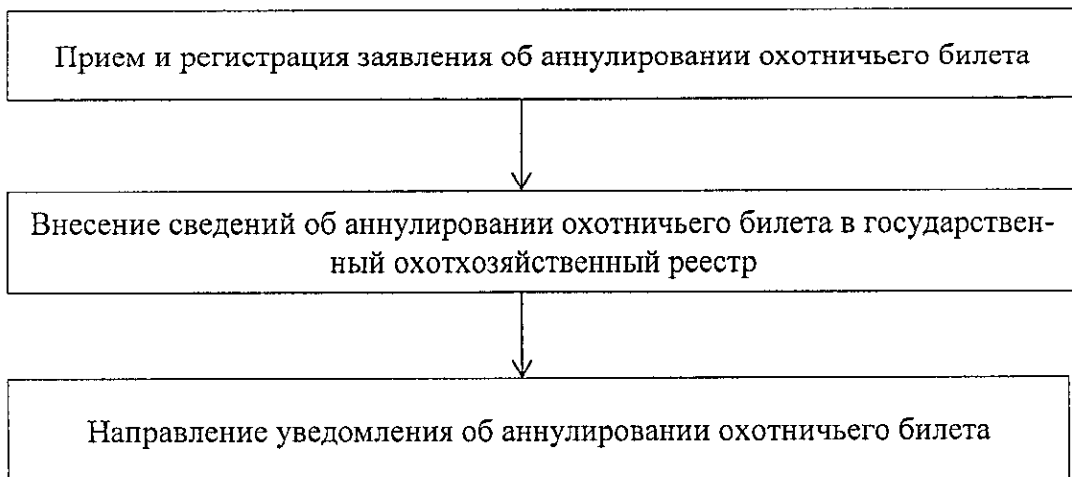 Прием и регистрация заявления об аннулировании охотничьего билета
Внесение сведений об аннулировании охотничьего билета в государствен-
ный охотхозяйственный реестр
Направление уведомления об аннулировании охотничьего билета